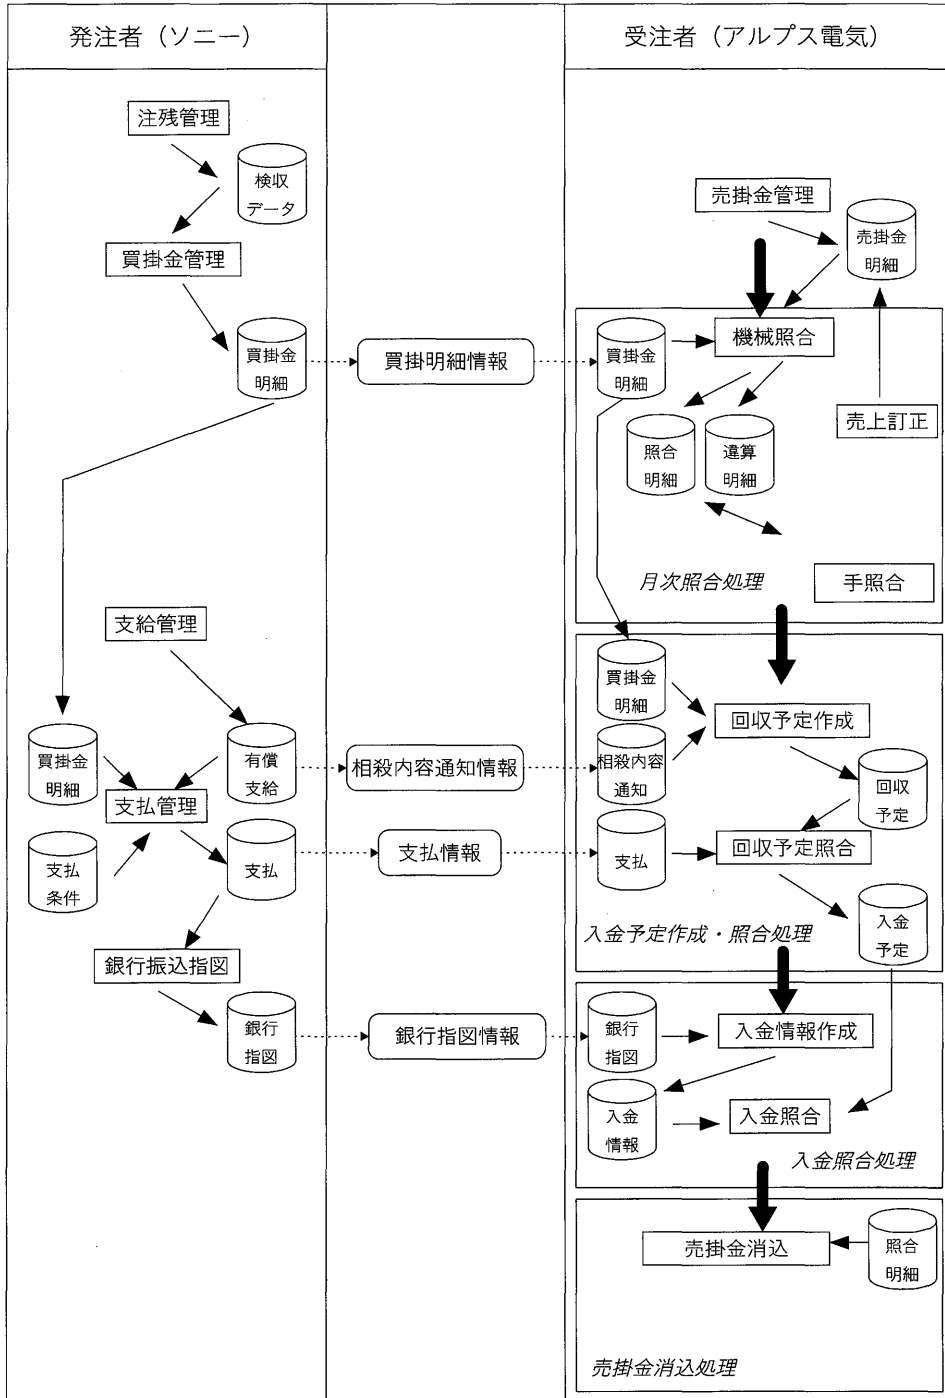 発注者（ソニー）
受注者（アルプス電気）
注残管理
検収
データ
買掛金管理
買掛金
明細
買掛明細情報
売掛金管理
売掛金
明細
買掛金
明細
機械照合
売上訂正
照合
明細
違算
明細
月次照合処理
手照合
支給管理
買掛金
明細
有償
支給
支払管理
支払
条件
支払
銀行振込指図
銀行
指図
相殺内容通知情報
支払情報
銀行指図情報
買掛金
明細
相殺内容
通知
回収予定作成
回収
予定
支払
回収予定照合
入金
予定
入金予定作成・照合処理
銀行
指図
入金情報作成
入金
情報
入金照合
入金照合処理
売掛金消込
照合
明細
売掛金消込処理